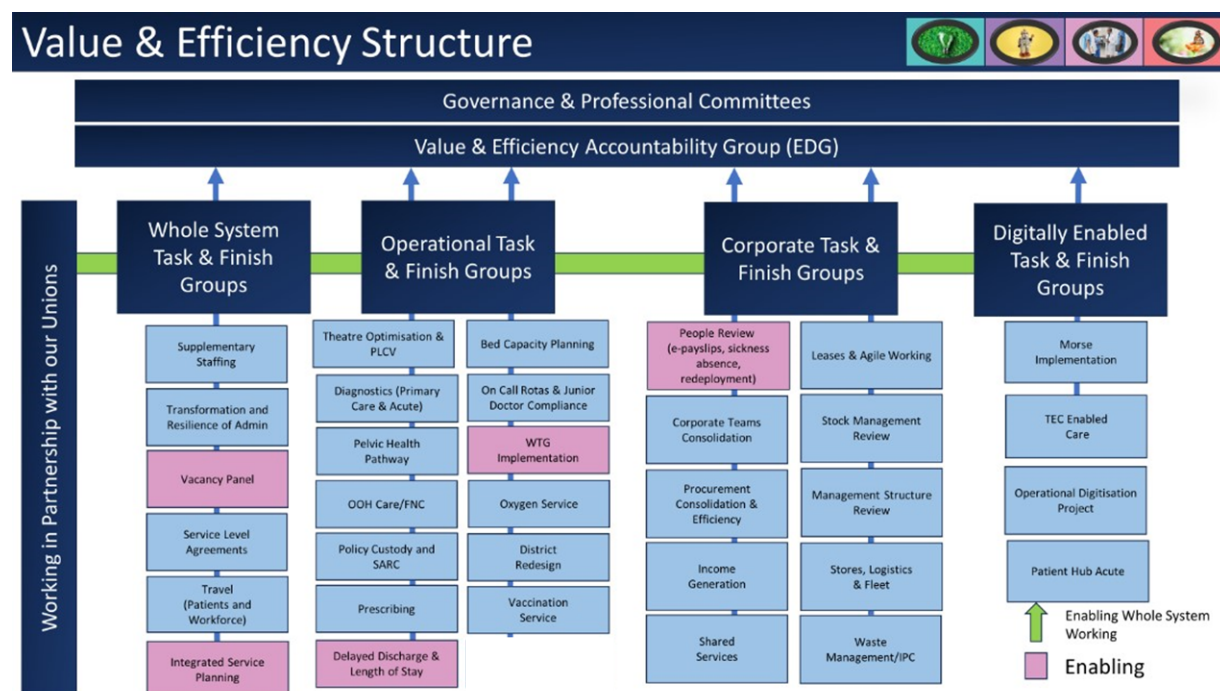 Value & Efficiency Structure
Governance & Professional Committees
Value & Efficiency Accountability Group (EDG)
Working in Partnership with our Unions
Whole System
Task & Finish
Groups
Supplementary
Staffing
Transformation and
Resilience of Admin
Vacancy Panel
Service Level
Agreements
Travel
(Patients and
Workforce)
Integrated Service
Planning
Operational Task
& Finish Groups
Theatre Optimisation &
PLCV
Diagnostics (Primary
Care & Acute)
Pelvic Health
Pathway
OOH Care/FNC
Policy Custody and
SARC
Prescribing
Delayed Discharge &
Length of Stay
Bed Capacity Planning
On Call Rotas & Junior
Doctor Compliance
WTG
Implementation
Oxygen Service
District
Redesign
Vaccination
Service
Corporate Task &
Finish Groups
People Review
(e-payslips, sickness
absence,
redeployment)
Corporate Teams
Consolidation
Procurement
Consolidation &
Efficiency
Income
Generation
Shared
Services
Leases & Agile Working
Stock Management
Review
Management Structure
Review
Stores, Logistics
& Fleet
Waste
Management/IPC
Digitally Enabled
Task & Finish
Groups
Morse
Implementation
TEC Enabled
Care
Operational Digitisation
Project
Patient Hub Acute
Enabling Whole System
Working
Enabling